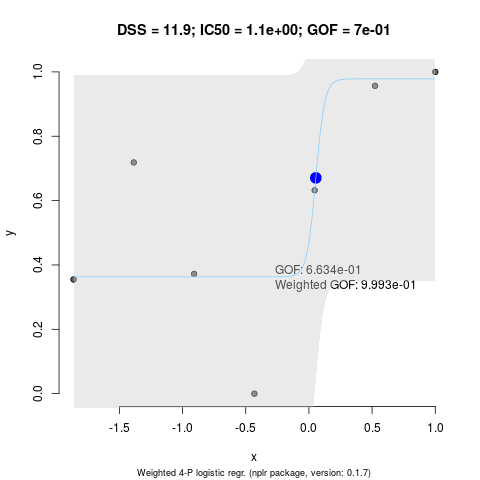 DSS = 11.9; IC50 = 1.1e+00; GOF = 7e-01
1.0
0.8
0.6
0.4
0.2
0.0
y
GOF: 6.634e-01
Weighted GOF: 9.993e-01
-1.5 -1.0 -0.5 0.0 0.5 1.0
x
Weighted 4-P logistic regr. (nplr package, version: 0.1.7)